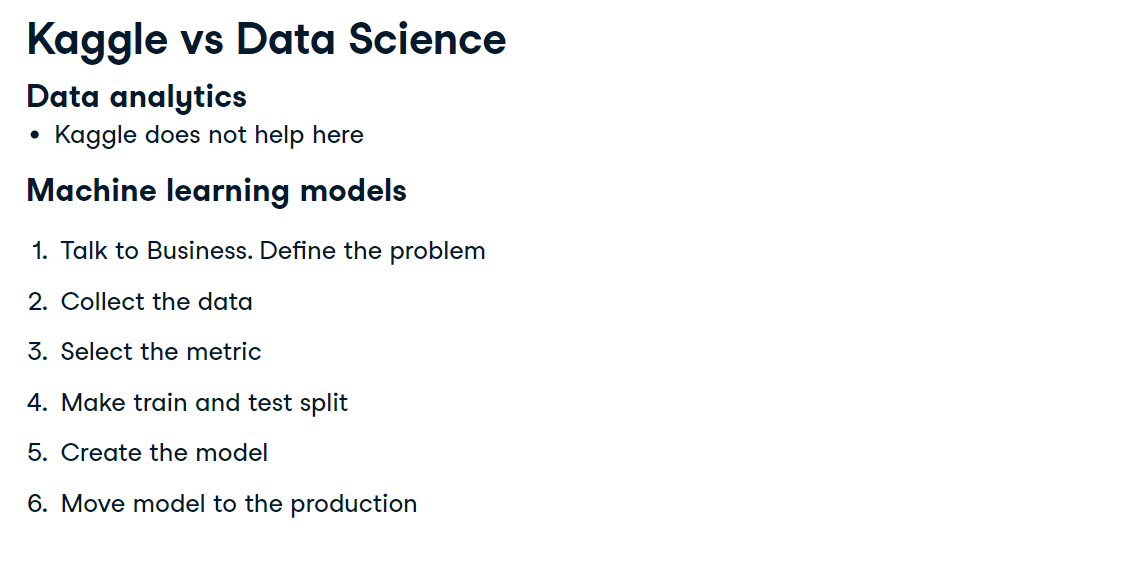 Kaggle vs Data Science
Data analytics
• Kaggle does not help here
Machine learning models
1. Talk to Business. Define the problem
2. Collect the data
3. Select the metric
4. Make train and test split
5. Create the model
6. Move model to the production